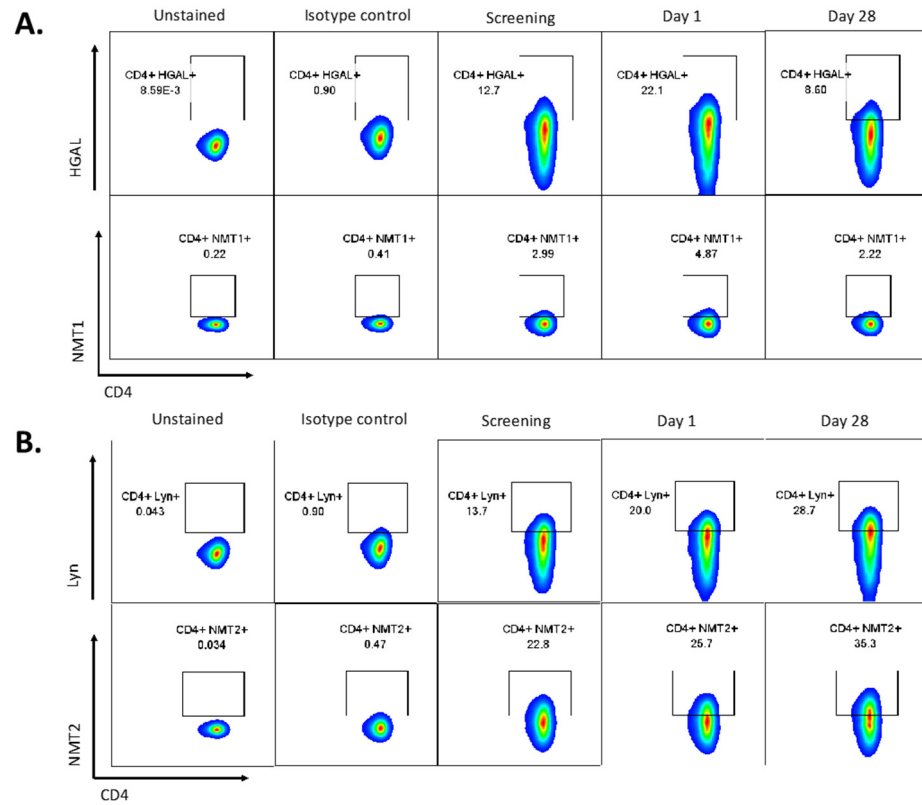 A.
Unstained Isotype control Screening Day 1 Day 28
HGAL
CD4+ HGAL+ CD4+ HGAL+ CD4+ HGAL+ CD4+ HGAL+ CD4+ HGAL+
8.59E-3 0.90 12.7 22.1 8.60
NMT1
CD4+ NMT1+ CD4+ NMT1+ CD4+ NMT1+ CD4+ NMT1+ CD4+ NMT1+
0.22 0.41 2.99 4.87 2.22
CD4
B.
Unstained Isotype control Screening Day 1 Day 28
Lyn
CD4+ Lyn+ CD4+ Lyn+ CD4+ Lyn+ CD4+ Lyn+ CD4+ Lyn+
0.043 0.90 13.7 20.0 28.7
NMT2
CD4+ NMT2+ CD4+ NMT2+ CD4+ NMT2+ CD4+ NMT2+ CD4+ NMT2+
0.034 0.47 22.8 25.7 35.3
CD4